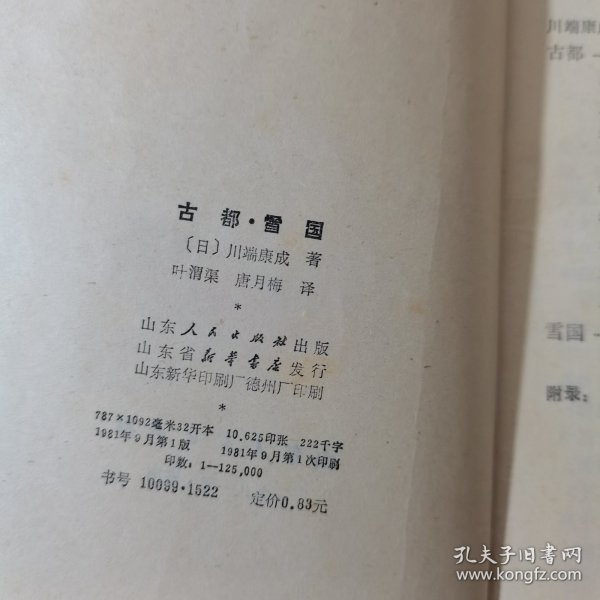 古都·雪国
〔日〕川端康成 著
叶渭渠 唐月梅 译
*
山东人民出版社出版
山东省新华书店发行
山东新华印刷厂德州厂印刷
*
787×1092毫米32开本 10.625印张 222千字
1981年9月第1版 1981年9月第1次印刷
印数：1—125,000
书号 10099·1522 定价0.83元
川端康成
古都
雪国
附录：
孔夫子旧书网
www.kongfz.com